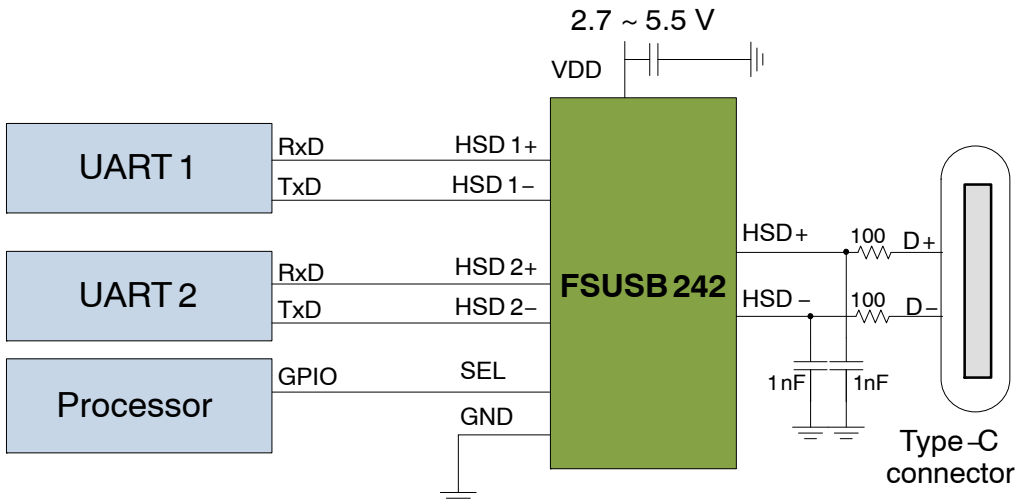 2.7 ~ 5.5 V
VDD
UART 1
RxD
HSD 1+
TxD
HSD 1−
UART 2
RxD
HSD 2+
TxD
HSD 2−
FSUSB 242
HSD+
100
D+
HSD −
100
D−
1nF
1nF
Processor
GPIO
SEL
GND
Type −C
connector